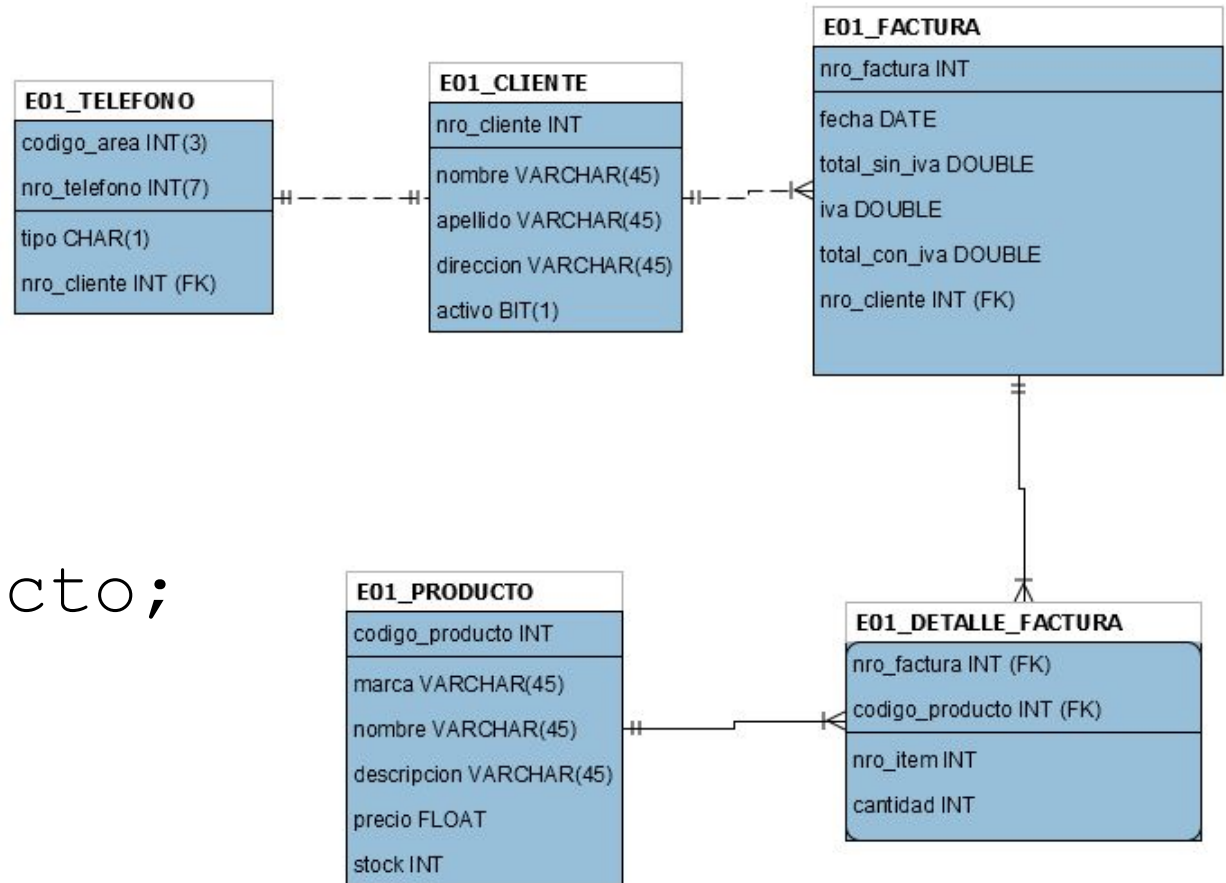 E01_TELEFONO
codigo_area INT(3)
nro_telefono INT(7)
tipo CHAR(1)
nro_cliente INT (FK)
E01_CLIENTE
nro_cliente INT
nombre VARCHAR(45)
apellido VARCHAR(45)
direccion VARCHAR(45)
activo BIT(1)
E01_FACTURA
nro_factura INT
fecha DATE
total_sin_iva DOUBLE
iva DOUBLE
total_con_iva DOUBLE
nro_cliente INT (FK)
cto;
E01_PRODUCTO
codigo_producto INT
marca VARCHAR(45)
nombre VARCHAR(45)
descripcion VARCHAR(45)
precio FLOAT
stock INT
E01_DETALLE_FACTURA
nro_factura INT (FK)
codigo_producto INT (FK)
nro_item INT
cantidad INT